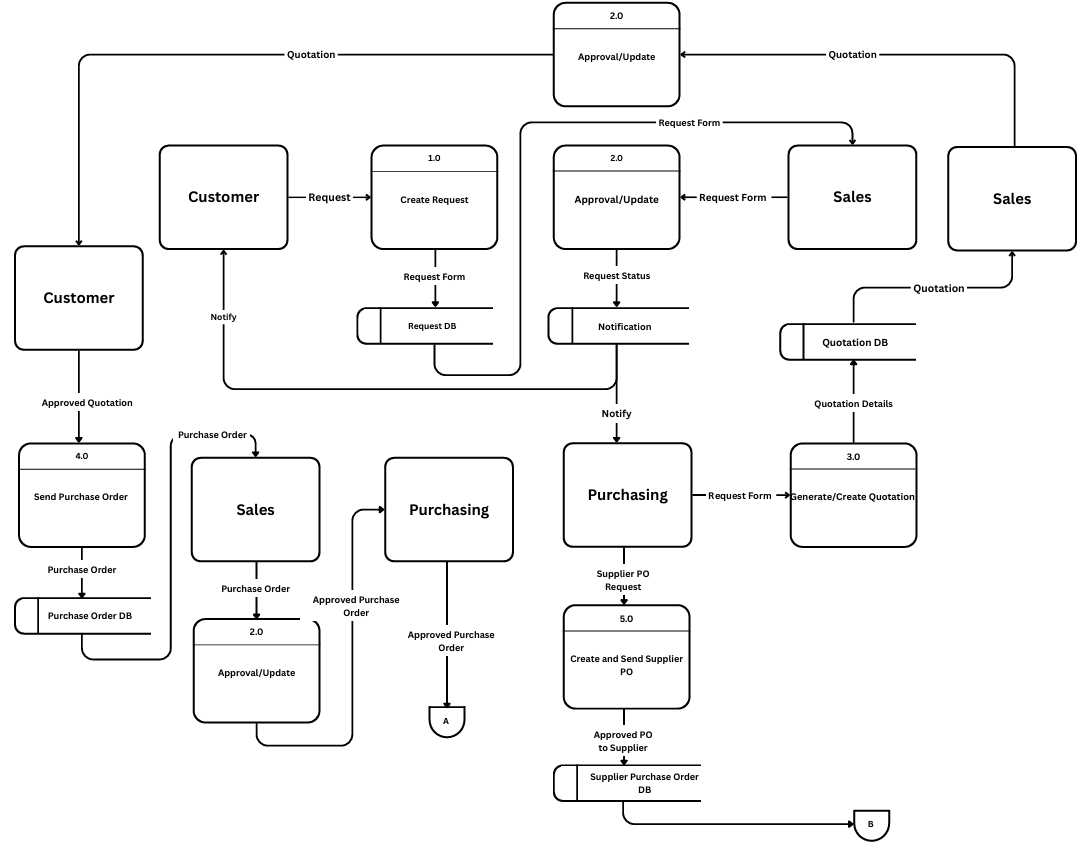 2.0
Quotation
Approval/Update
Quotation
Request Form
1.0
2.0
Customer
Request
Create Request
Approval/Update
Request Form
Sales
Sales
Request Form
Request Status
Quotation
Customer
Notify
Request DB
Notification
Quotation DB
Approved Quotation
Notify
Quotation Details
Purchase Order
4.0
3.0
Send Purchase Order
Sales
Purchasing
Purchasing
Request Form
Generate/Create Quotation
Purchase Order
Purchase Order
Approved Purchase
Order
Supplier PO
Request
Purchase Order DB
2.0
5.0
Approved Purchase
Order
Approval/Update
Create and Send Supplier
PO
A
Approved PO
to Supplier
Supplier Purchase Order
DB
B